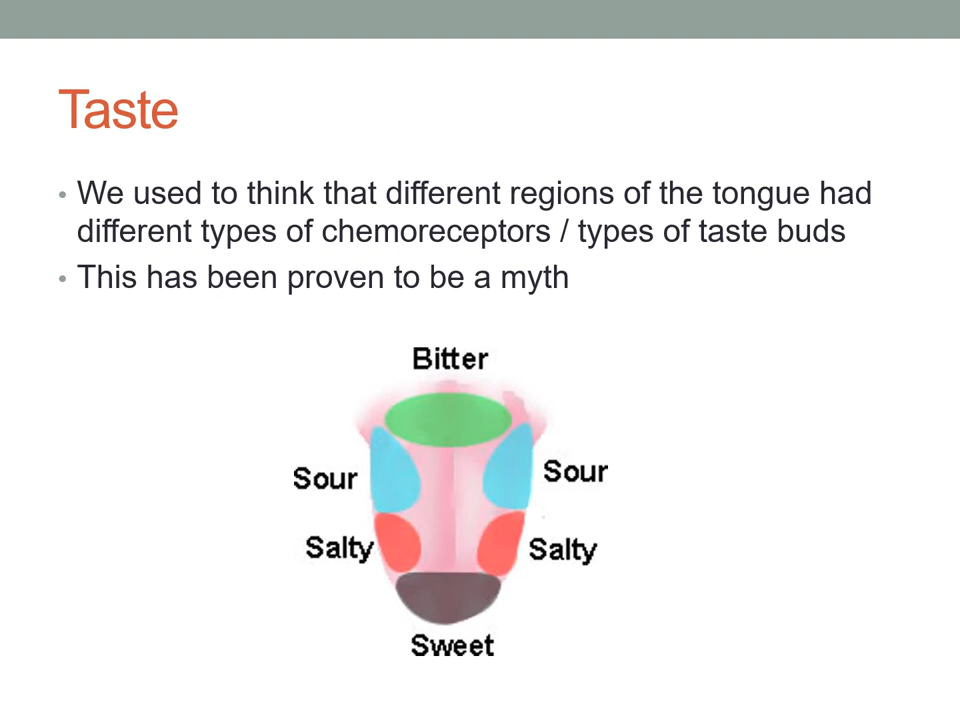 Taste
• We used to think that different regions of the tongue had
different types of chemoreceptors / types of taste buds
• This has been proven to be a myth
Bitter
Sour
Sour
Salty
Salty
Sweet